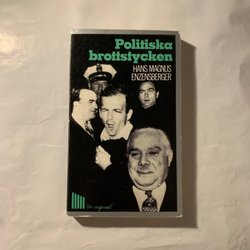 Politiska
brottstycken
HANS MAGNUS
ENZENSBERGER